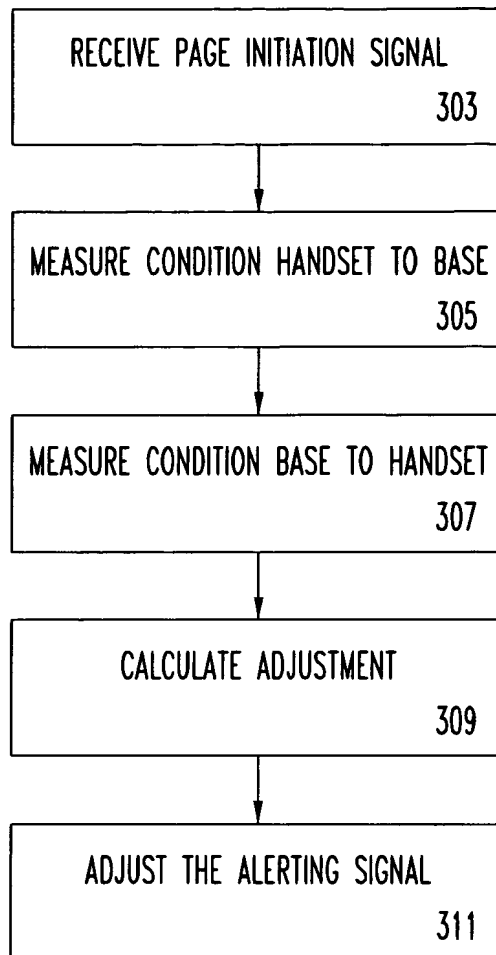 RECEIVE PAGE INITIATION SIGNAL
303
MEASURE CONDITION HANDSET TO BASE
305
MEASURE CONDITION BASE TO HANDSET
307
CALCULATE ADJUSTMENT
309
ADJUST THE ALERTING SIGNAL
311